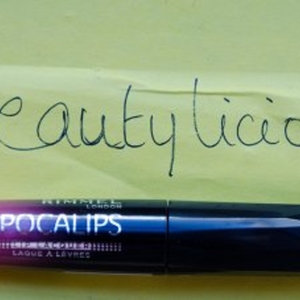 eautylicio
RIMMEL
LONDON
POCALIPS
LIP LACQUER
LAQUE À LÈVRES